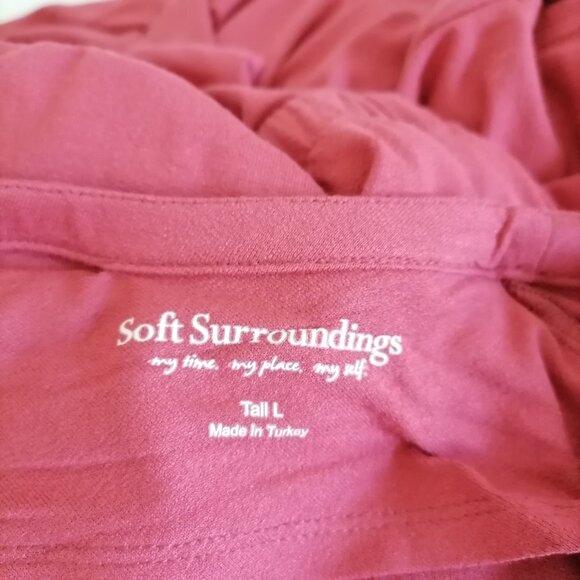 Soft Surroundings
my time. my place. my self.
Tall L
Made In Turkey